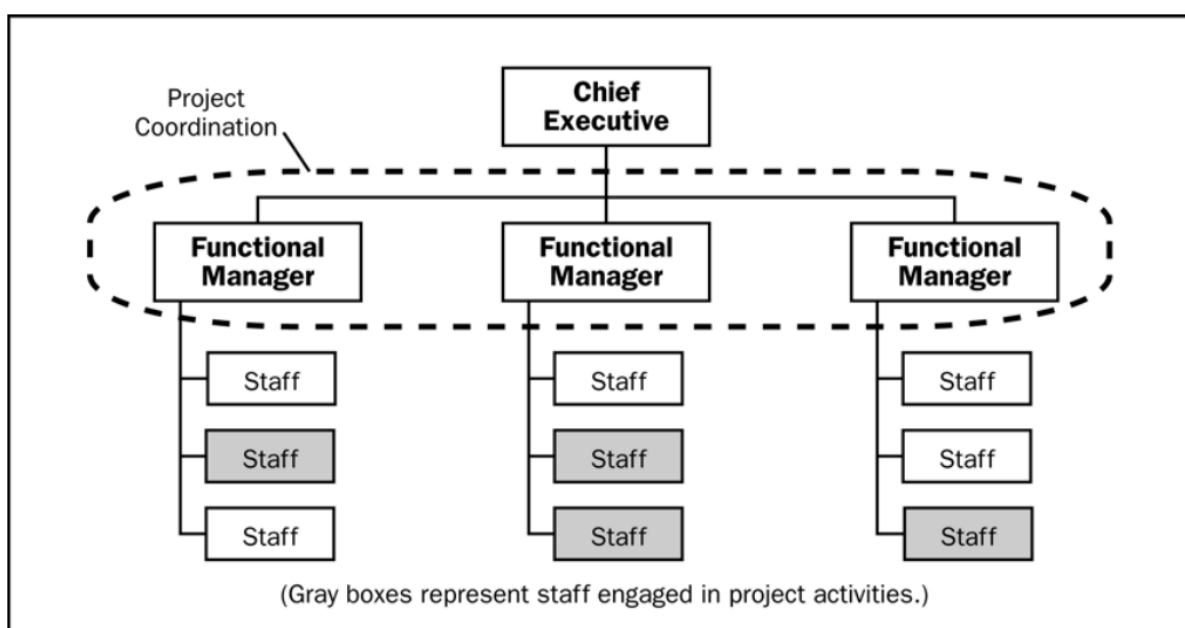 Project
Coordination
Chief
Executive
Functional
Manager
Functional
Manager
Functional
Manager
Staff
Staff
Staff
Staff
Staff
Staff
Staff
Staff
Staff
(Gray boxes represent staff engaged in project activities.)